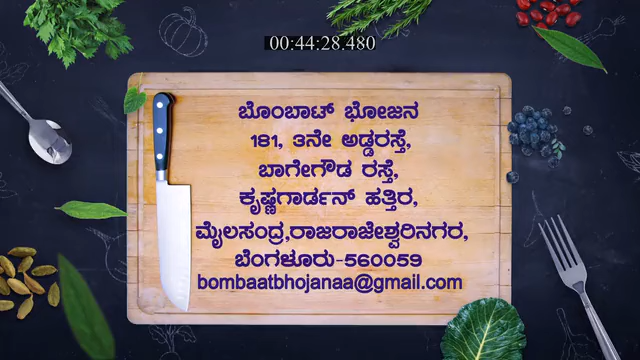 00:44:28.480
ಬೊಂಬಾಟ್ ಭೋಜನ
181, 3ನೇ ಅಡ್ಡರಸ್ತೆ,
ಬಾಗೇಗೌಡ ರಸ್ತೆ,
ಕೃಷ್ಣಗಾರ್ಡನ್ ಹತ್ತಿರ,
ಮೈಲಸಂದ್ರ,ರಾಜರಾಜೇಶ್ವರಿನಗರ,
ಬೆಂಗಳೂರು-560059
bombaatbhojanaa@gmail.com